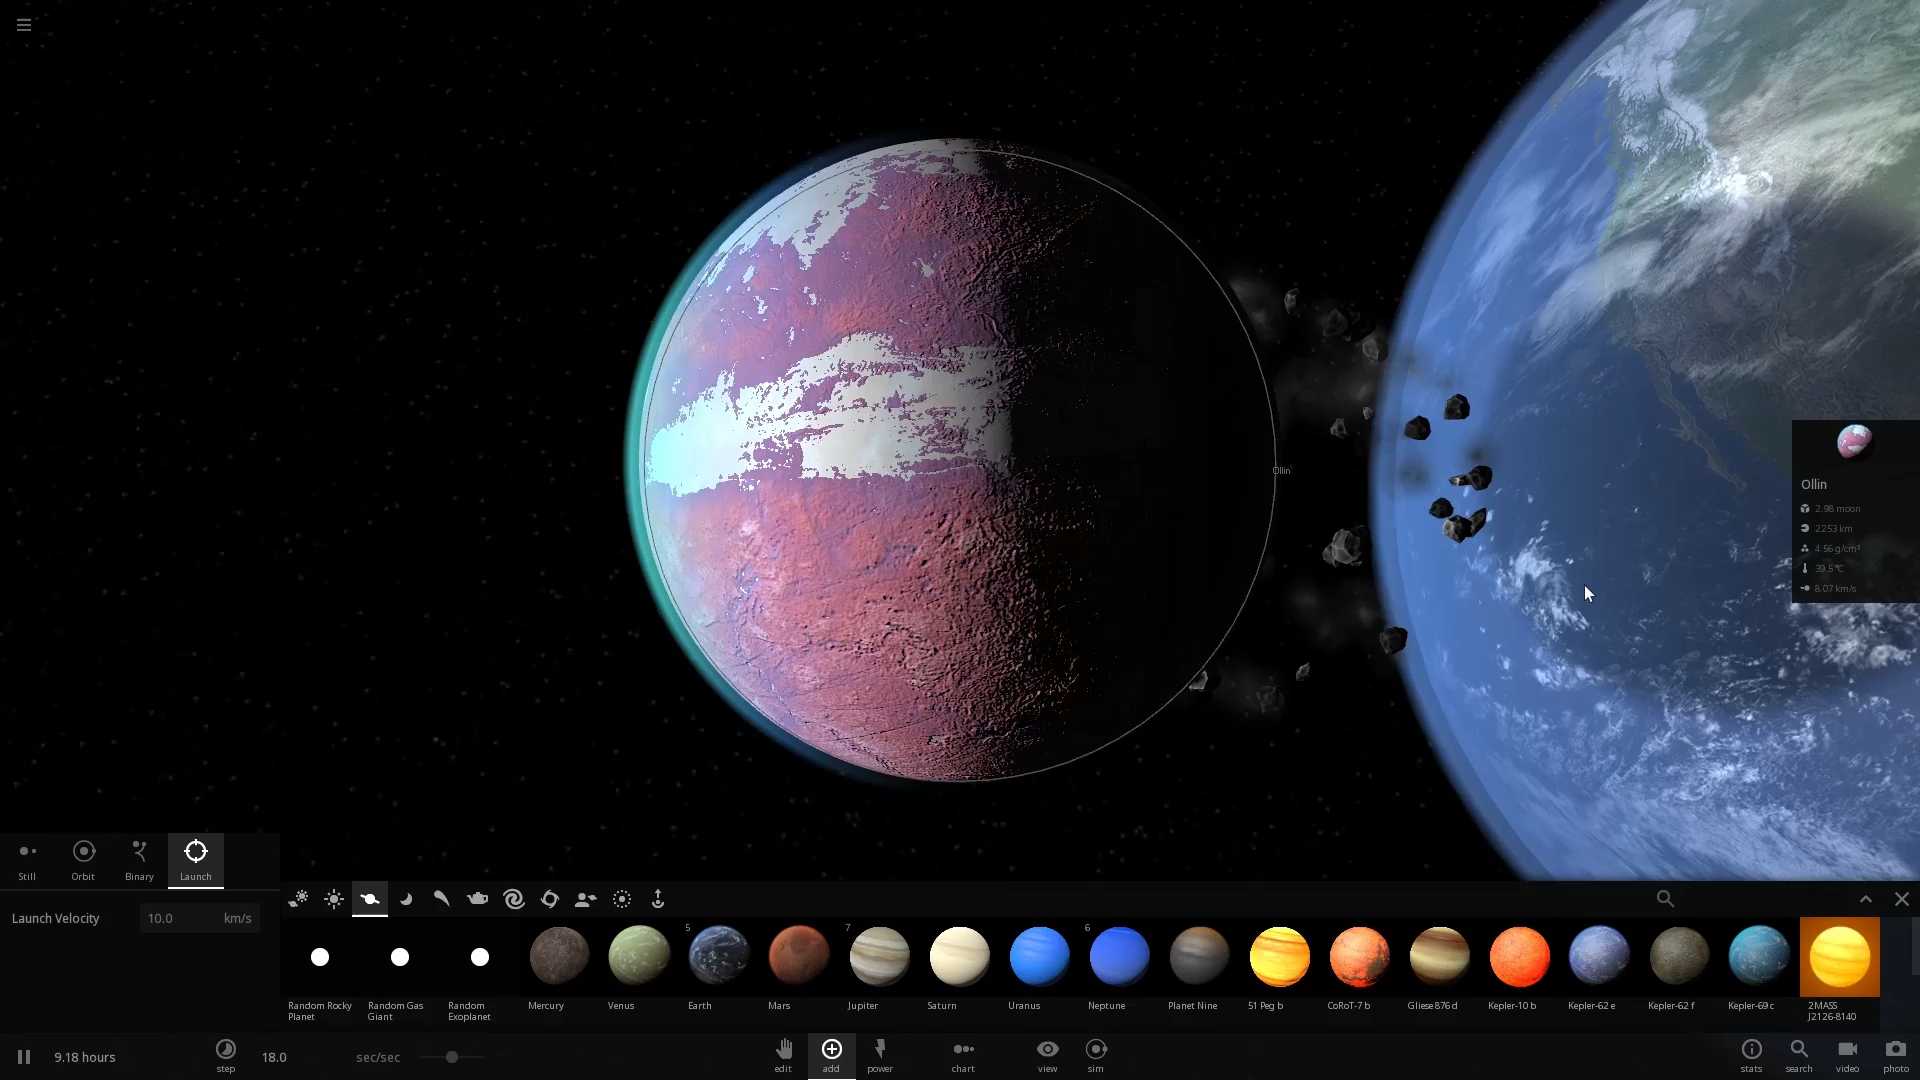 Ollin
Ollin
2.98 moon
2253 km
4.56 g/cm³
39.5 °C
8.07 km/s
Still
Orbit
Binary
Launch
Launch Velocity
10.0
km/s
5
7
6
Random Rocky
Planet
Random Gas
Giant
Random
Exoplanet
Mercury
Venus
Earth
Mars
Jupiter
Saturn
Uranus
Neptune
Planet Nine
51 Peg b
CoRoT-7 b
Gliese 876 d
Kepler-10 b
Kepler-62 e
Kepler-62 f
Kepler-69 c
2MASS
J2126-8140
9.18 hours
step
18.0
sec/sec
edit
add
power
chart
view
sim
stats
search
video
photo